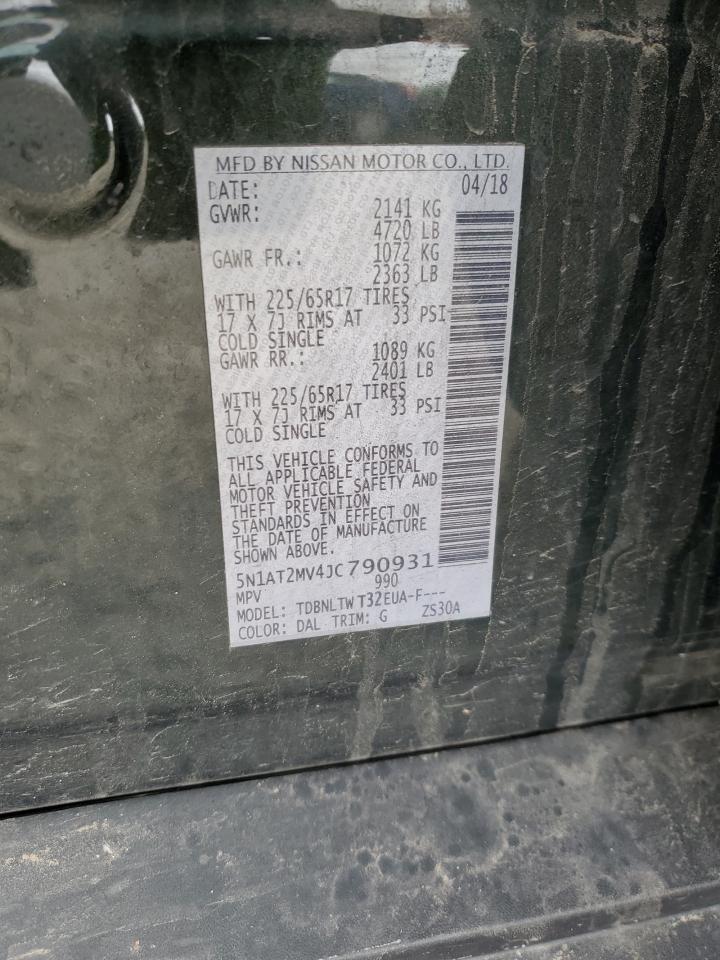 MFD BY NISSAN MOTOR CO., LTD.
DATE: 04/18
GVWR: 2141 KG
4720 LB
GAWR FR.: 1072 KG
2363 LB
WITH 225/65R17 TIRES
17 X 7J RIMS AT 33 PSI
COLD SINGLE
GAWR RR.: 1089 KG
2401 LB
WITH 225/65R17 TIRES
17 X 7J RIMS AT 33 PSI
COLD SINGLE
THIS VEHICLE CONFORMS TO
ALL APPLICABLE FEDERAL
MOTOR VEHICLE SAFETY AND
THEFT PREVENTION
STANDARDS IN EFFECT ON
THE DATE OF MANUFACTURE
SHOWN ABOVE.
5N1AT2MV4JC790931
MPV 990
MODEL: TDBNLTWT32EUA-F---
COLOR: DAL TRIM: G ZS30A